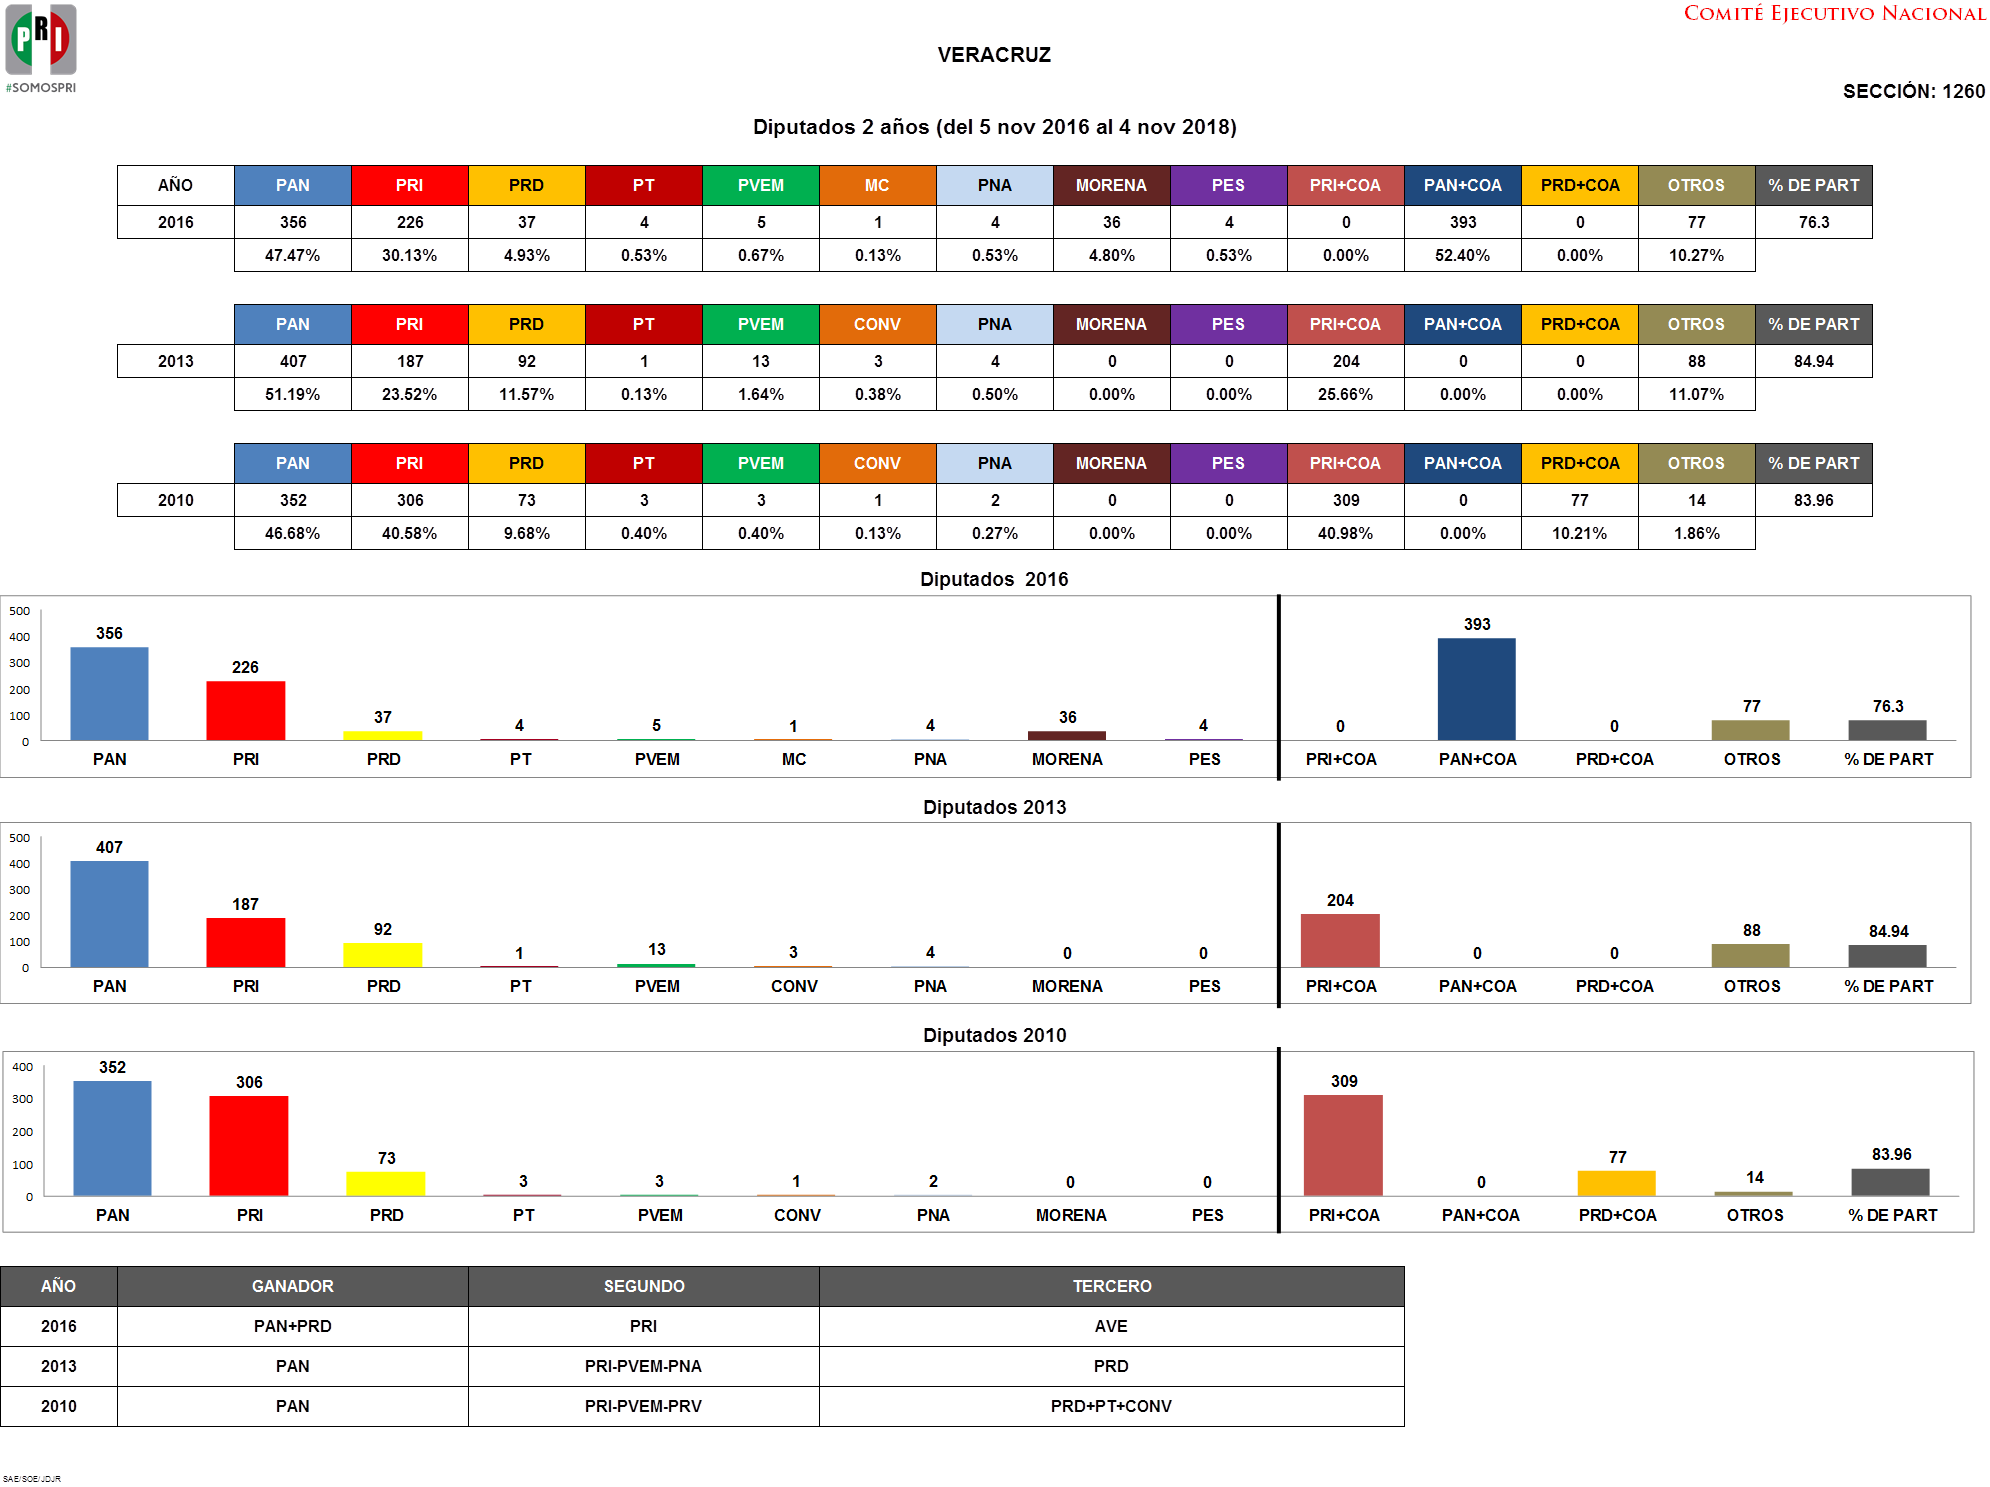 PRI
#SOMOSPRI
COMITÉ EJECUTIVO NACIONAL
VERACRUZ
SECCIÓN: 1260
Diputados 2 años (del 5 nov 2016 al 4 nov 2018)
AÑO PAN PRI PRD PT PVEM MC PNA MORENA PES PRI+COA PAN+COA PRD+COA OTROS % DE PART
2016 356 226 37 4 5 1 4 36 4 0 393 0 77 76.3
47.47% 30.13% 4.93% 0.53% 0.67% 0.13% 0.53% 4.80% 0.53% 0.00% 52.40% 0.00% 10.27%
PAN PRI PRD PT PVEM CONV PNA MORENA PES PRI+COA PAN+COA PRD+COA OTROS % DE PART
2013 407 187 92 1 13 3 4 0 0 204 0 0 88 84.94
51.19% 23.52% 11.57% 0.13% 1.64% 0.38% 0.50% 0.00% 0.00% 25.66% 0.00% 0.00% 11.07%
PAN PRI PRD PT PVEM CONV PNA MORENA PES PRI+COA PAN+COA PRD+COA OTROS % DE PART
2010 352 306 73 3 3 1 2 0 0 309 0 77 14 83.96
46.68% 40.58% 9.68% 0.40% 0.40% 0.13% 0.27% 0.00% 0.00% 40.98% 0.00% 10.21% 1.86%
Diputados 2016
500
400
300
200
100
0
356 226 37 4 5 1 4 36 4 0 393 0 77 76.3
PAN PRI PRD PT PVEM MC PNA MORENA PES PRI+COA PAN+COA PRD+COA OTROS % DE PART
Diputados 2013
500
400
300
200
100
0
407 187 92 1 13 3 4 0 0 204 0 0 88 84.94
PAN PRI PRD PT PVEM CONV PNA MORENA PES PRI+COA PAN+COA PRD+COA OTROS % DE PART
Diputados 2010
400
300
200
100
0
352 306 73 3 3 1 2 0 0 309 0 77 14 83.96
PAN PRI PRD PT PVEM CONV PNA MORENA PES PRI+COA PAN+COA PRD+COA OTROS % DE PART
AÑO GANADOR SEGUNDO TERCERO
2016 PAN+PRD PRI AVE
2013 PAN PRI-PVEM-PNA PRD
2010 PAN PRI-PVEM-PRV PRD+PT+CONV
SAE/SOE/JDJR